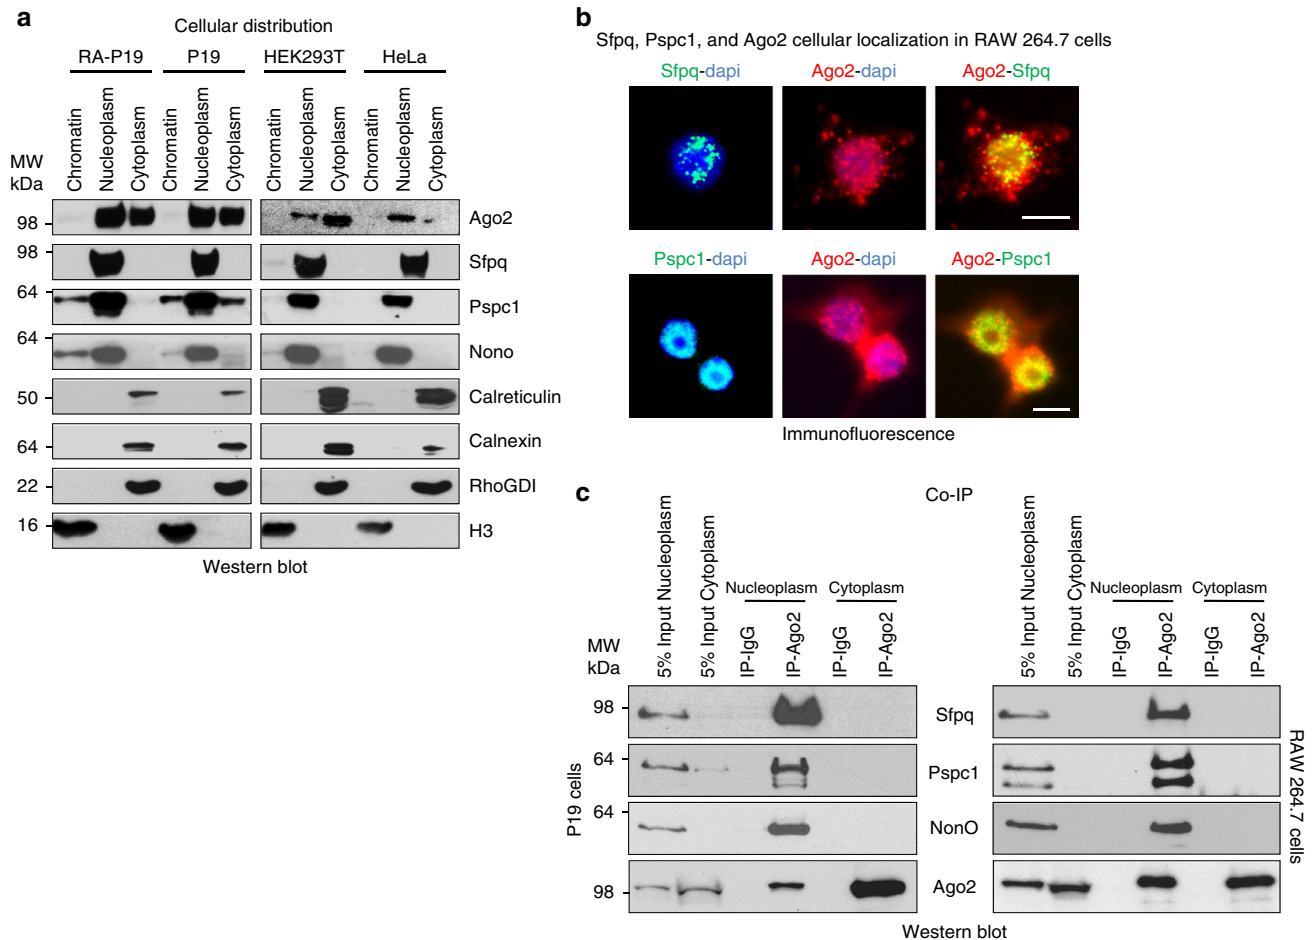 a
Cellular distribution
RA-P19 P19 HEK293T HeLa
MW
kDa
Chromatin Nucleoplasm Cytoplasm Chromatin Nucleoplasm Cytoplasm Chromatin Nucleoplasm Cytoplasm Chromatin Nucleoplasm Cytoplasm
98 Ago2
98 Sfpq
64 Pspc1
64 Nono
50 Calreticulin
64 Calnexin
22 RhoGDI
16 H3
Western blot
b
Sfpq, Pspc1, and Ago2 cellular localization in RAW 264.7 cells
Sfpq-dapi Ago2-dapi Ago2-Sfpq
Pspc1-dapi Ago2-dapi Ago2-Pspc1
Immunofluorescence
c
Co-IP
Nucleoplasm Cytoplasm Nucleoplasm Cytoplasm
MW
kDa
5% Input Nucleoplasm 5% Input Cytoplasm IP-IgG IP-Ago2 IP-IgG IP-Ago2 5% Input Nucleoplasm 5% Input Cytoplasm IP-IgG IP-Ago2 IP-IgG IP-Ago2
98 Sfpq
64 Pspc1
64 NonO
98 Ago2
P19 cells
RAW 264.7 cells
Western blot